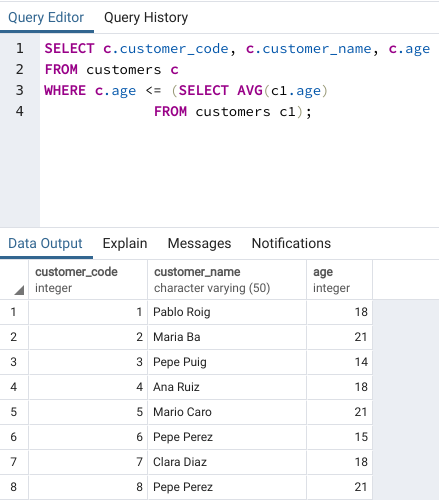 Query Editor Query History
1 SELECT c.customer_code, c.customer_name, c.age
2 FROM customers c
3 WHERE c.age <= (SELECT AVG(c1.age)
4 FROM customers c1);
Data Output Explain Messages Notifications
customer_code customer_name age
integer character varying (50) integer
1 1 Pablo Roig 18
2 2 Maria Ba 21
3 3 Pepe Puig 14
4 4 Ana Ruiz 18
5 5 Mario Caro 21
6 6 Pepe Perez 15
7 7 Clara Diaz 18
8 8 Pepe Perez 21